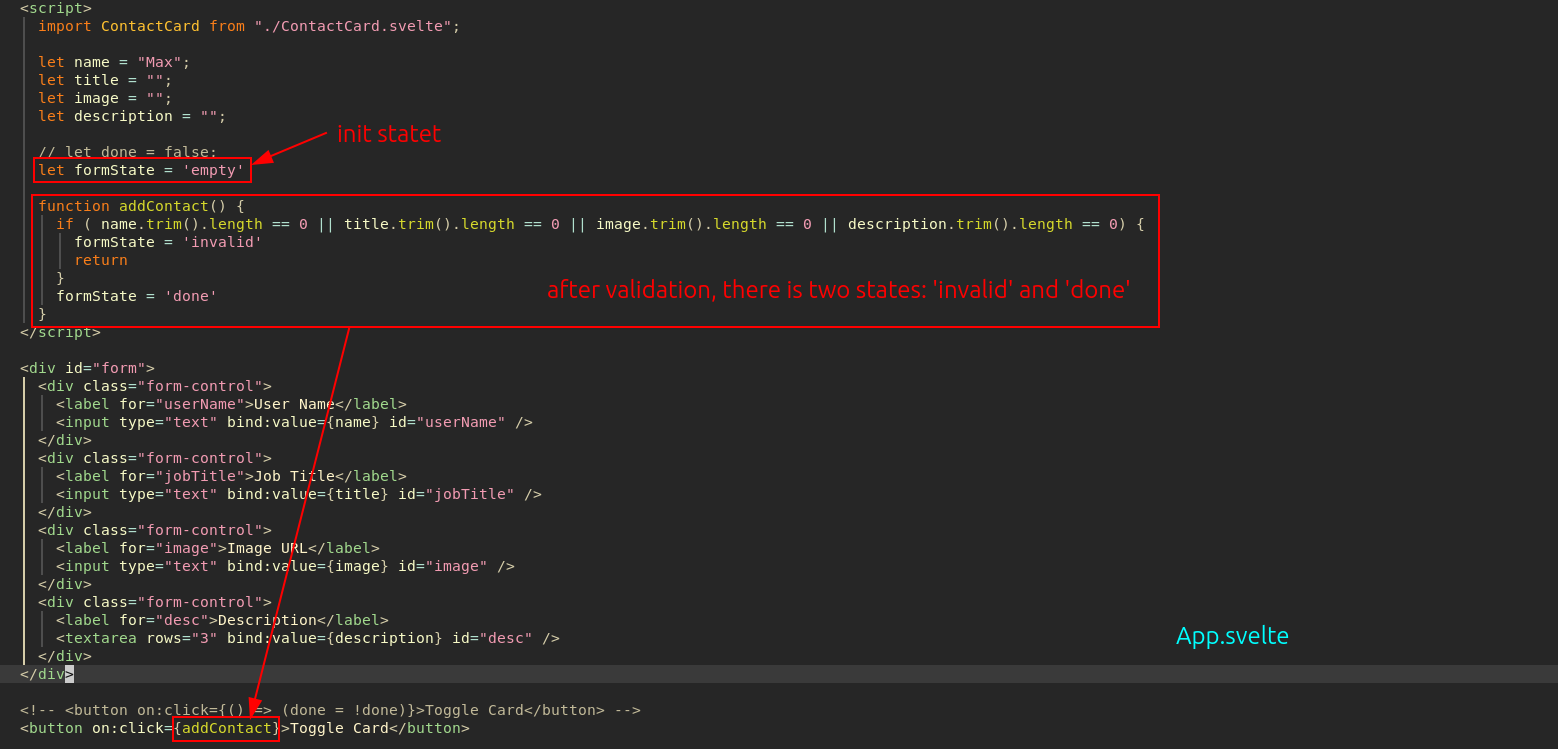 <script>
import ContactCard from "./ContactCard.svelte";
let name = "Max";
let title = "";
let image = "";
let description = "";
init statet
// let done = false;
let formState = 'empty'
function addContact() {
if ( name.trim().length == 0 || title.trim().length == 0 || image.trim().length == 0 || description.trim().length == 0) {
formState = 'invalid'
return
}
after validation, there is two states: 'invalid' and 'done'
formState = 'done'
}
</script>
<div id="form">
<div class="form-control">
<label for="userName">User Name</label>
<input type="text" bind:value={name} id="userName" />
</div>
<div class="form-control">
<label for="jobTitle">Job Title</label>
<input type="text" bind:value={title} id="jobTitle" />
</div>
<div class="form-control">
<label for="image">Image URL</label>
<input type="text" bind:value={image} id="image" />
</div>
<div class="form-control">
<label for="desc">Description</label>
<textarea rows="3" bind:value={description} id="desc" />
App.svelte
</div>
</div>
<!-- <button on:click={() => (done = !done)}>Toggle Card</button> -->
<button on:click={addContact}>Toggle Card</button>